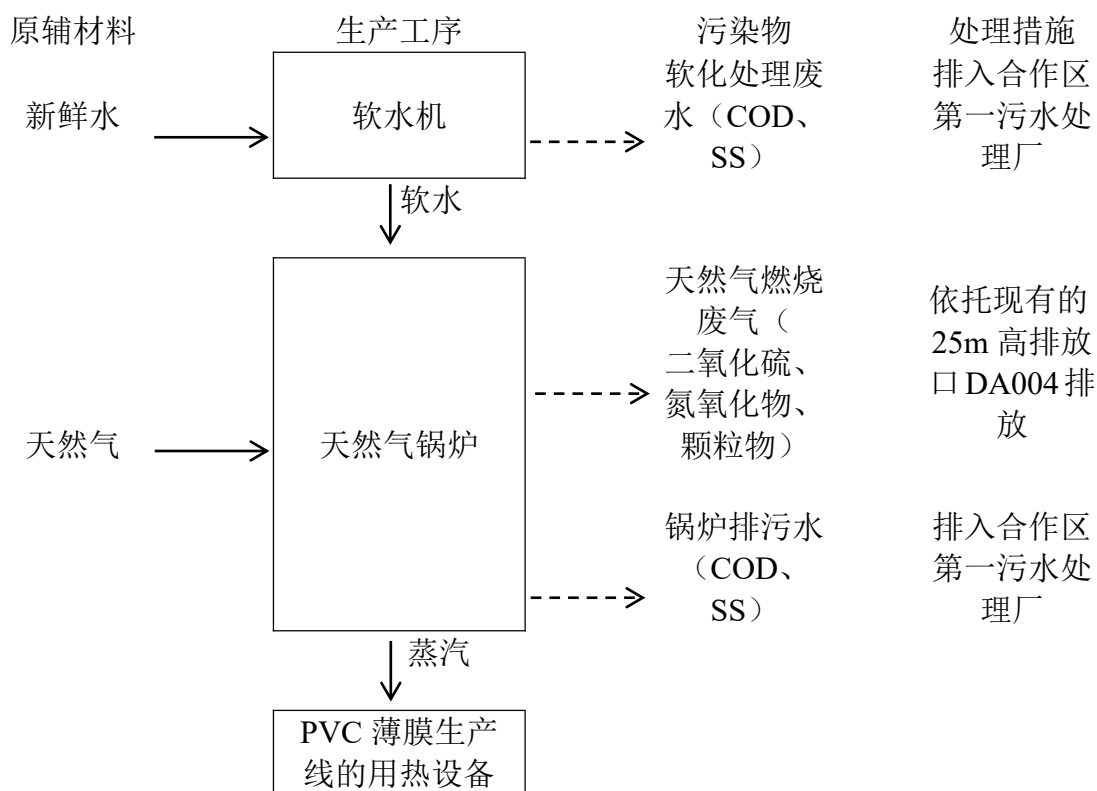 原辅材料
生产工序
污染物
处理措施
新鲜水
软水机
软化处理废
水（COD、
SS）
排入合作区
第一污水处
理厂
软水
天然气
天然气锅炉
天然气燃烧
废气（
二氧化硫、
氮氧化物、
颗粒物）
依托现有的
25m 高排放
口 DA004 排
放
锅炉排污水
（COD、
SS）
排入合作区
第一污水处
理厂
蒸汽
PVC 薄膜生产
线的用热设备